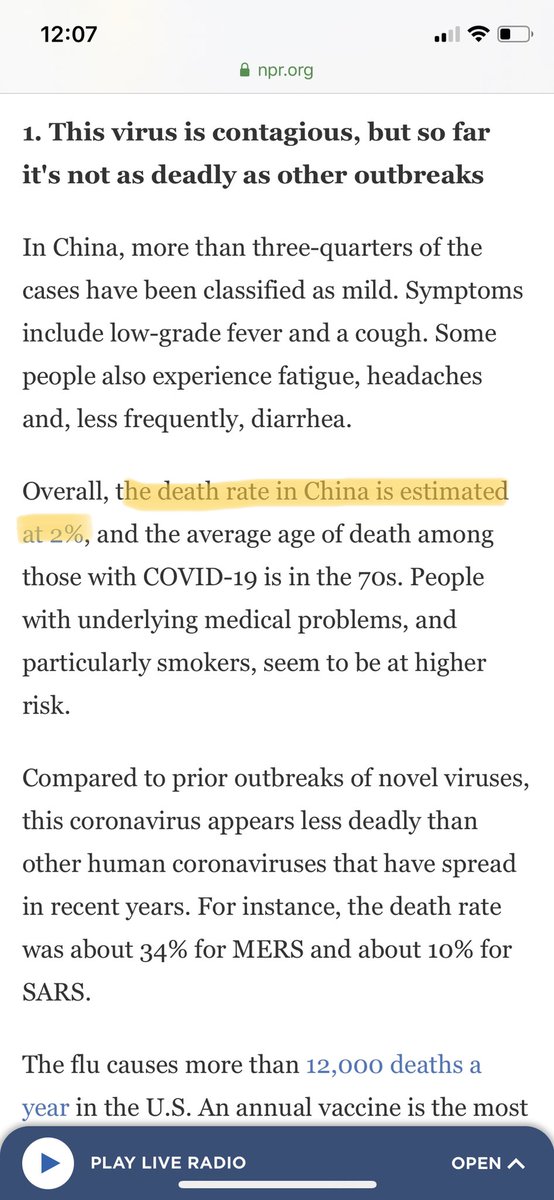 12:07
npr.org
1. This virus is contagious, but so far
it's not as deadly as other outbreaks
In China, more than three-quarters of the
cases have been classified as mild. Symptoms
include low-grade fever and a cough. Some
people also experience fatigue, headaches
and, less frequently, diarrhea.
Overall, the death rate in China is estimated
at 2%, and the average age of death among
those with COVID-19 is in the 70s. People
with underlying medical problems, and
particularly smokers, seem to be at higher
risk.
Compared to prior outbreaks of novel viruses,
this coronavirus appears less deadly than
other human coronaviruses that have spread
in recent years. For instance, the death rate
was about 34% for MERS and about 10% for
SARS.
The flu causes more than 12,000 deaths a
year in the U.S. An annual vaccine is the most
PLAY LIVE RADIO
OPEN